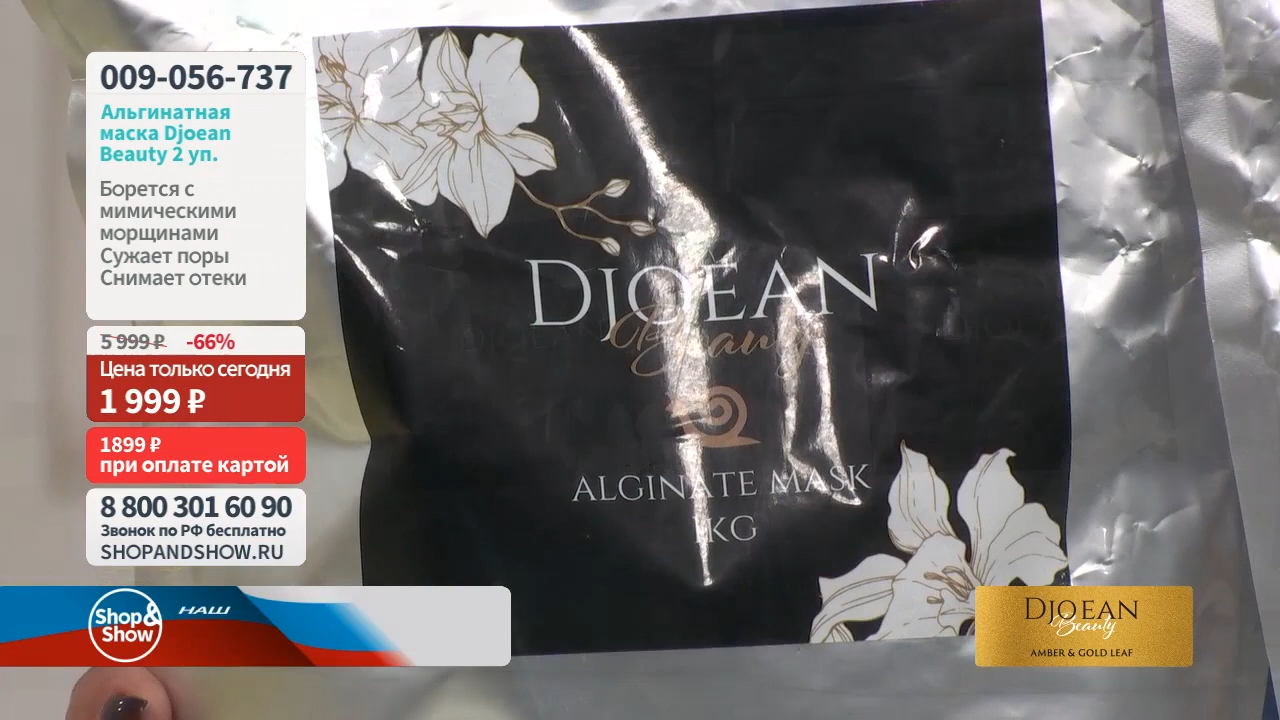 009-056-737
Альгинатная
маска Djoean
Beauty 2 уп.
Борется с
мимическими
морщинами
Сужает поры
Снимает отеки
5 999 ₽ -66%
Цена только сегодня
1 999 ₽
1899 ₽
при оплате картой
8 800 301 60 90
Звонок по РФ бесплатно
SHOPANDSHOW.RU
Shop&
Show
НАШ
DJOEAN
Beauty
ALGINATE MASK
1KG
DJOEAN
Beauty
AMBER & GOLD LEAF